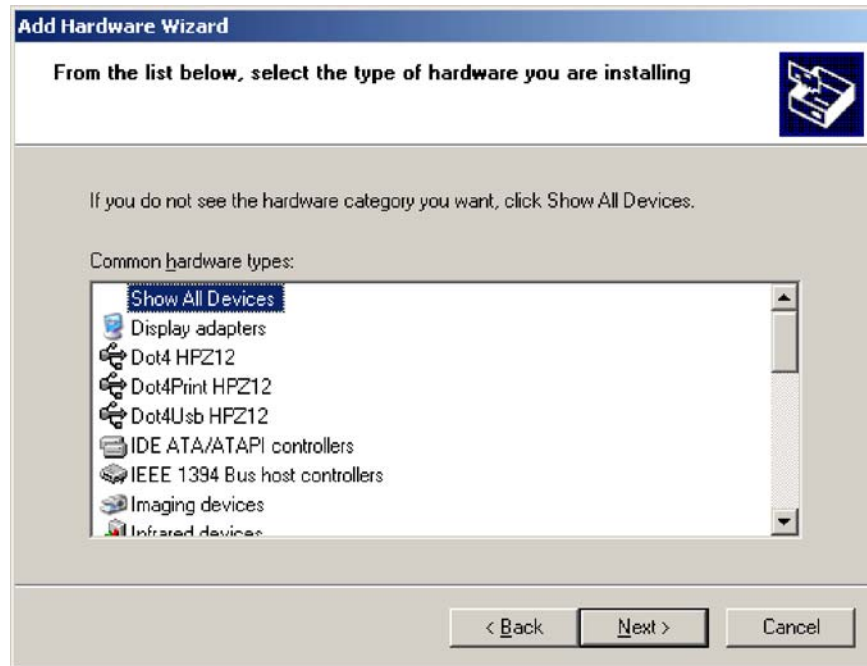 Add Hardware Wizard
From the list below, select the type of hardware you are installing
If you do not see the hardware category you want, click Show All Devices.
Common hardware types:
Show All Devices
Display adapters
Dot4 HPZ12
Dot4Print HPZ12
Dot4Usb HPZ12
IDE ATA/ATAPI controllers
IEEE 1394 Bus host controllers
Imaging devices
Infrared devices
< Back Next > Cancel